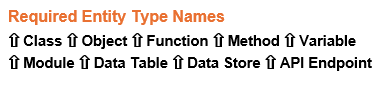 Required Entity Type Names
⇧ Class ⇧ Object ⇧ Function ⇧ Method ⇧ Variable
⇧ Module ⇧ Data Table ⇧ Data Store ⇧ API Endpoint